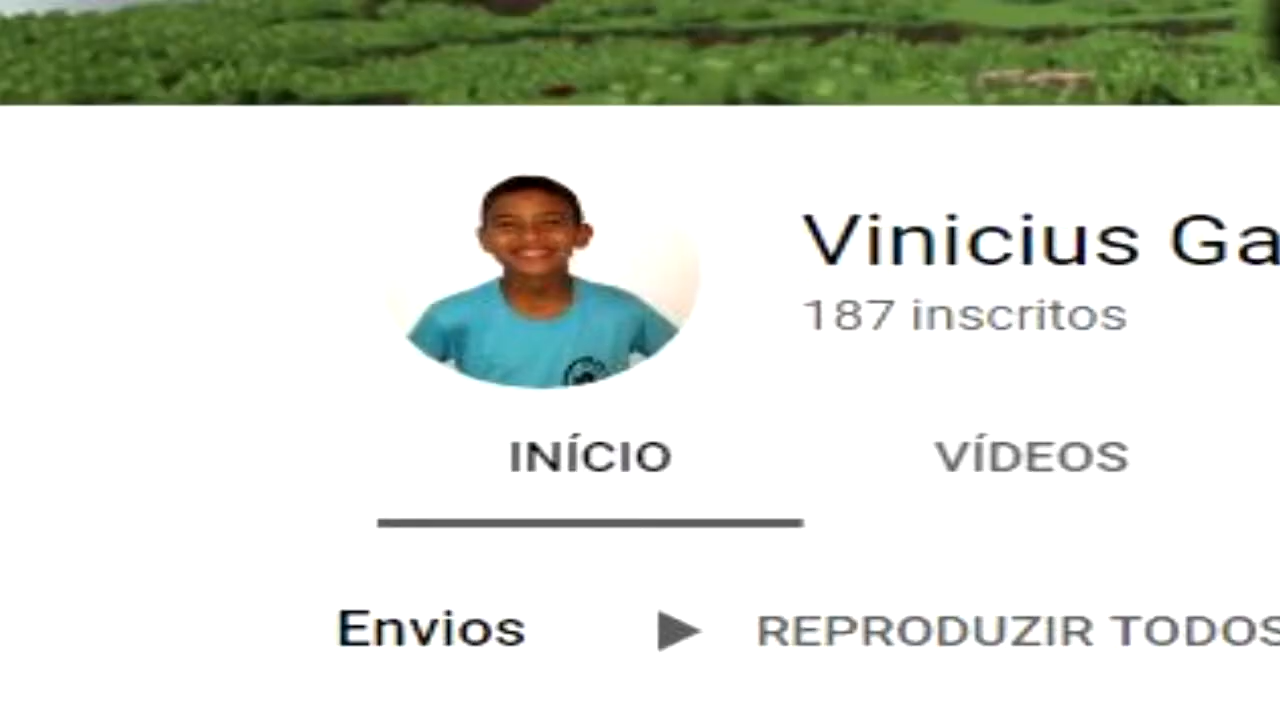 Vinicius Ga
187 inscritos
INÍCIO VÍDEOS
Envios ▶ REPRODUZIR TODOS